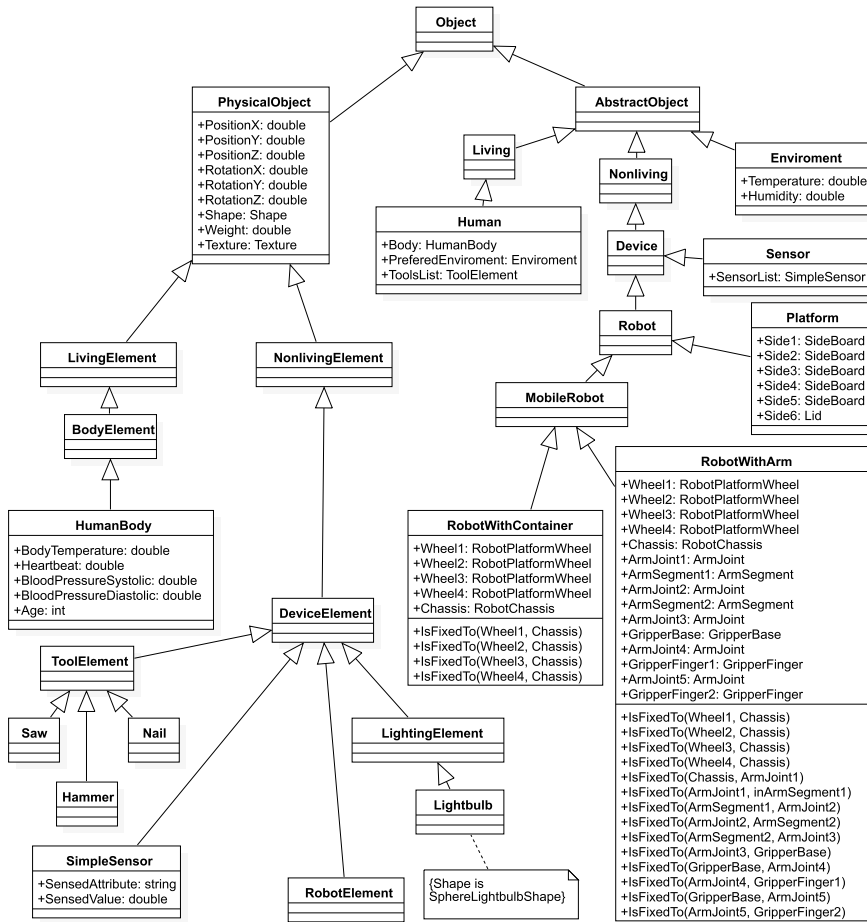 Object
PhysicalObject
+PositionX: double
+PositionY: double
+PositionZ: double
+RotationX: double
+RotationY: double
+RotationZ: double
+Shape: Shape
+Weight: double
+Texture: Texture
AbstractObject
Living
Nonliving
Enviroment
+Temperature: double
+Humidity: double
Human
+Body: HumanBody
+PreferedEnviroment: Enviroment
+ToolsList: ToolElement
Device
Sensor
+SensorList: SimpleSensor
Robot
Platform
+Side1: SideBoard
+Side2: SideBoard
+Side3: SideBoard
+Side4: SideBoard
+Side5: SideBoard
+Side6: Lid
LivingElement
NonlivingElement
MobileRobot
BodyElement
HumanBody
+BodyTemperature: double
+Heartbeat: double
+BloodPressureSystolic: double
+BloodPressureDiastolic: double
+Age: int
RobotWithContainer
+Wheel1: RobotPlatformWheel
+Wheel2: RobotPlatformWheel
+Wheel3: RobotPlatformWheel
+Wheel4: RobotPlatformWheel
+Chassis: RobotChassis
+IsFixedTo(Wheel1, Chassis)
+IsFixedTo(Wheel2, Chassis)
+IsFixedTo(Wheel3, Chassis)
+IsFixedTo(Wheel4, Chassis)
RobotWithArm
+Wheel1: RobotPlatformWheel
+Wheel2: RobotPlatformWheel
+Wheel3: RobotPlatformWheel
+Wheel4: RobotPlatformWheel
+Chassis: RobotChassis
+ArmJoint1: ArmJoint
+ArmSegment1: ArmSegment
+ArmJoint2: ArmJoint
+ArmSegment2: ArmSegment
+ArmJoint3: ArmJoint
+GripperBase: GripperBase
+ArmJoint4: ArmJoint
+GripperFinger1: GripperFinger
+ArmJoint5: ArmJoint
+GripperFinger2: GripperFinger
+IsFixedTo(Wheel1, Chassis)
+IsFixedTo(Wheel2, Chassis)
+IsFixedTo(Wheel3, Chassis)
+IsFixedTo(Wheel4, Chassis)
+IsFixedTo(Chassis, ArmJoint1)
+IsFixedTo(ArmJoint1, inArmSegment1)
+IsFixedTo(ArmSegment1, ArmJoint2)
+IsFixedTo(ArmJoint2, ArmSegment2)
+IsFixedTo(ArmSegment2, ArmJoint3)
+IsFixedTo(ArmJoint3, GripperBase)
+IsFixedTo(GripperBase, ArmJoint4)
+IsFixedTo(ArmJoint4, GripperFinger1)
+IsFixedTo(GripperBase, ArmJoint5)
+IsFixedTo(ArmJoint5, GripperFinger2)
DeviceElement
ToolElement
Saw
Nail
Hammer
LightingElement
Lightbulb
SimpleSensor
+SensedAttribute: string
+SensedValue: double
RobotElement
{Shape is
SphereLightbulbShape}